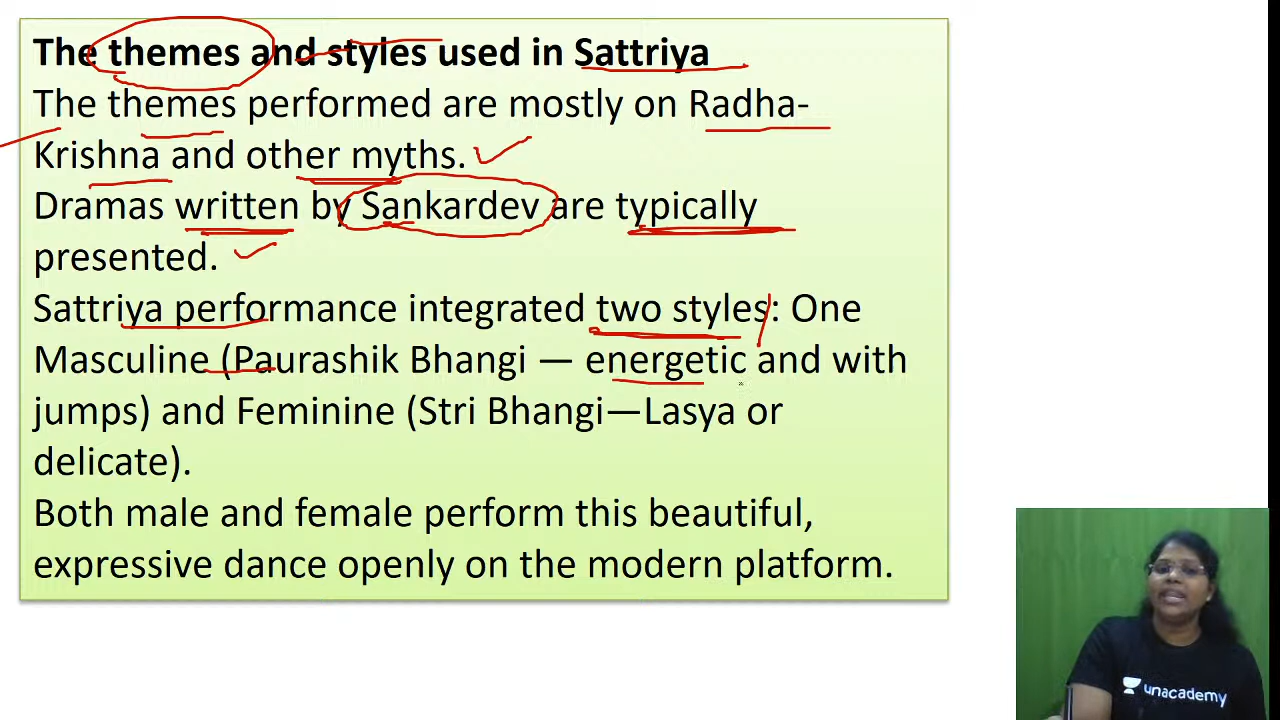 The themes and styles used in Sattriya
The themes performed are mostly on Radha-
Krishna and other myths.
Dramas written by Sankardev are typically
presented.
Sattriya performance integrated two styles: One
Masculine (Paurashik Bhangi — energetic and with
jumps) and Feminine (Stri Bhangi—Lasya or
delicate).
Both male and female perform this beautiful,
expressive dance openly on the modern platform.
unacademy